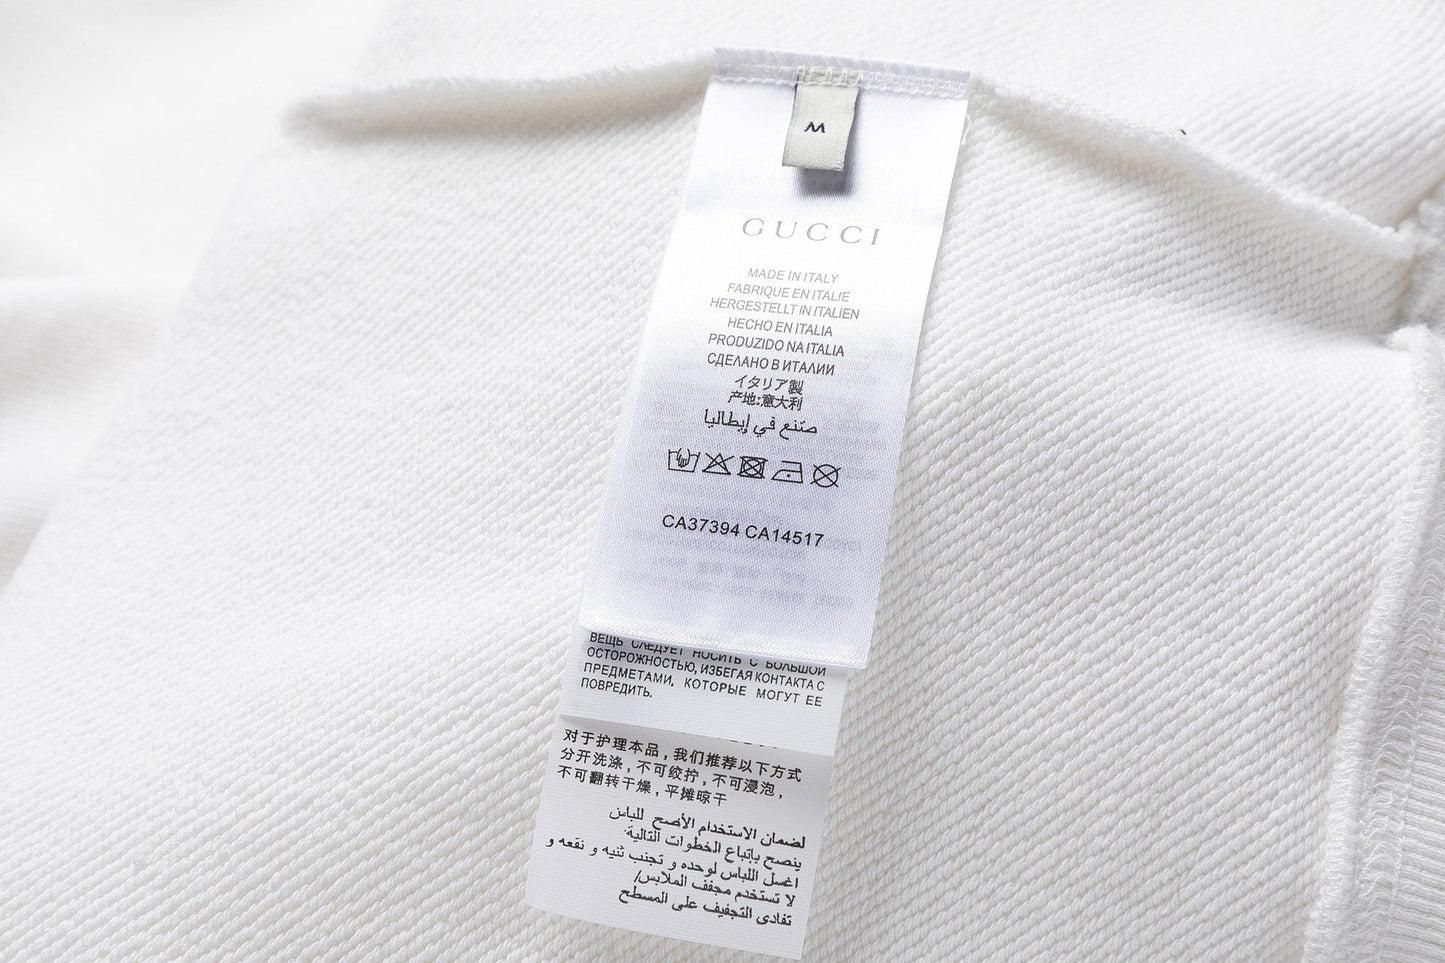 M
GUCCI
MADE IN ITALY
FABRIQUE EN ITALIE
HERGESTELLT IN ITALIEN
HECHO EN ITALIA
PRODUZIDO NA ITALIA
СДЕЛАНО В ИТАЛИИ
イタリア製
产地:意大利
صتنع في إيطاليا
CA37394 CA14517
ВЕЩЬ СЛЕДУЕТ НОСИТЬ С БОЛЬШОЙ
ОСТОРОЖНОСТЬЮ, ИЗБЕГАЯ КОНТАКТА С
ПРЕДМЕТАМИ, КОТОРЫЕ МОГУТ ЕЕ
ПОВРЕДИТЬ.
对于护理本品，我们推荐以下方式
分开洗涤，不可绞拧，不可浸泡，
不可翻转干燥，平摊晾干
لضمان الاستخدام الأصح للباس
ينصح بإتباع الخطوات التالية:
اغسل اللباس لوحده و تجنب ثنيه و نقعه و
لا تستخدم مجفف الملابس/
تفادى التجفيف على المسطح